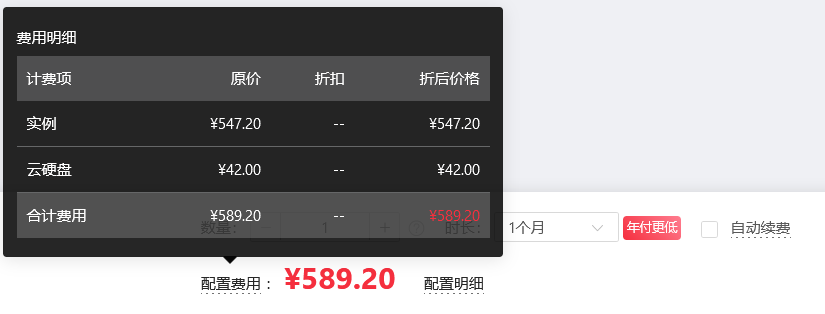 费用明细
计费项 原价 折扣 折后价格
实例 ¥547.20 -- ¥547.20
云硬盘 ¥42.00 -- ¥42.00
合计费用 ¥589.20 -- ¥589.20
数量： − 1 + ? 时长： 1个月 年付更低 自动续费
配置费用： ¥589.20 配置明细